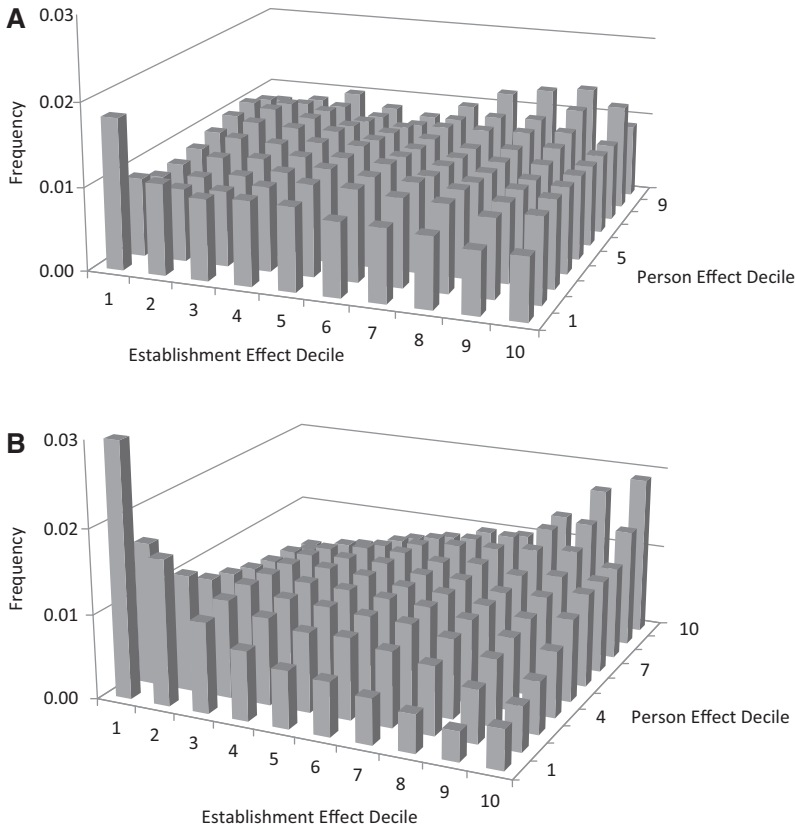 A
0.03
0.02
0.01
0.00
Frequency
1 2 3 4 5 6 7 8 9 10
Establishment Effect Decile
1 5 9
Person Effect Decile
B
0.03
0.02
0.01
0.00
Frequency
1 2 3 4 5 6 7 8 9 10
Establishment Effect Decile
1 4 7 10
Person Effect Decile